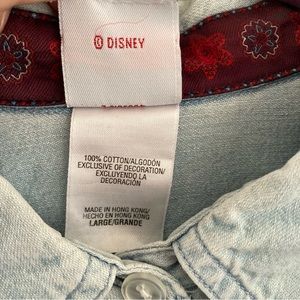 DISNEY
100% COTTON/ALGODÓN
EXCLUSIVE OF DECORATION/
EXCLUYENDO LA
DECORACIÓN
MADE IN HONG KONG/
HECHO EN HONG KONG
LARGE/GRANDE